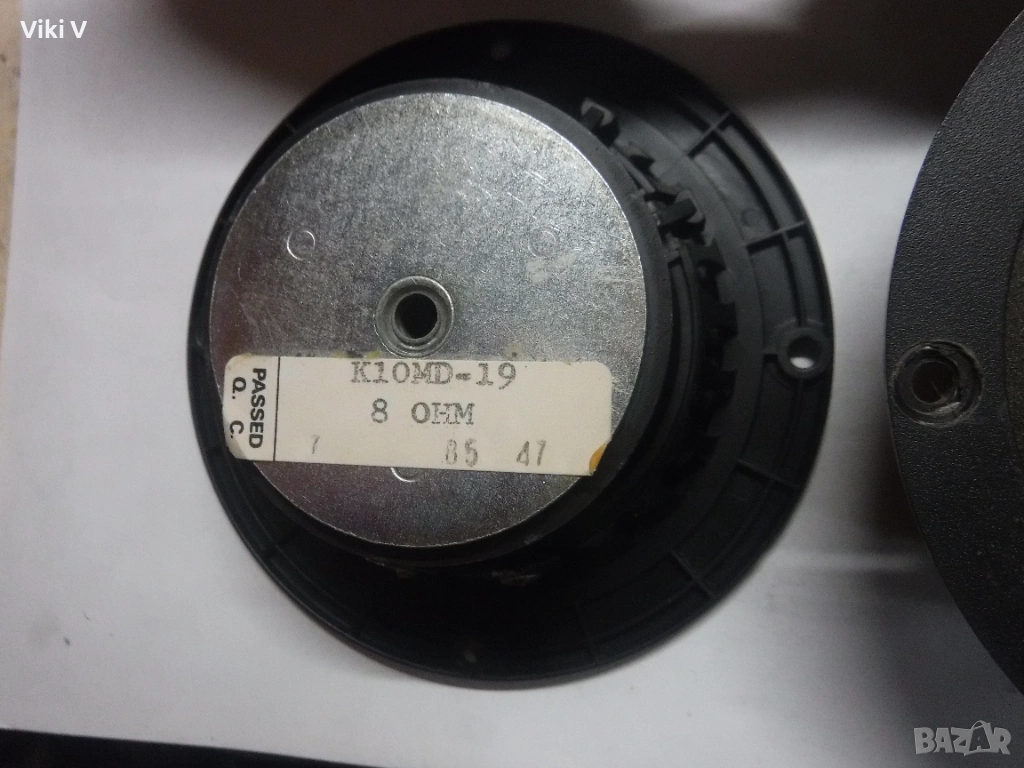 Viki V
PASSED
Q. C.
K10MD-19
8 OHM
7 85 47
BAZAR